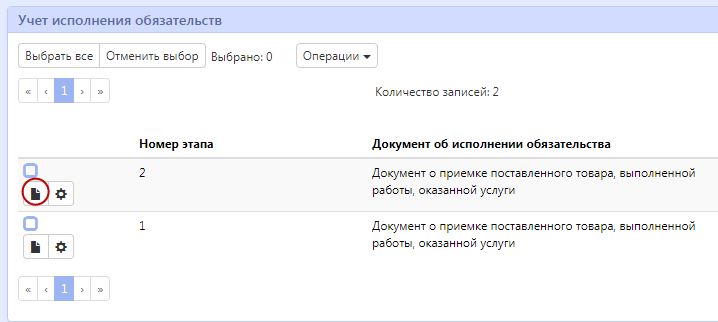 Учет исполнения обязательств
Выбрать все Отменить выбор Выбрано: 0 Операции
« ‹ 1 › » Количество записей: 2
Номер этапа Документ об исполнении обязательства
2 Документ о приемке поставленного товара, выполненной
работы, оказанной услуги
1 Документ о приемке поставленного товара, выполненной
работы, оказанной услуги
« ‹ 1 › »